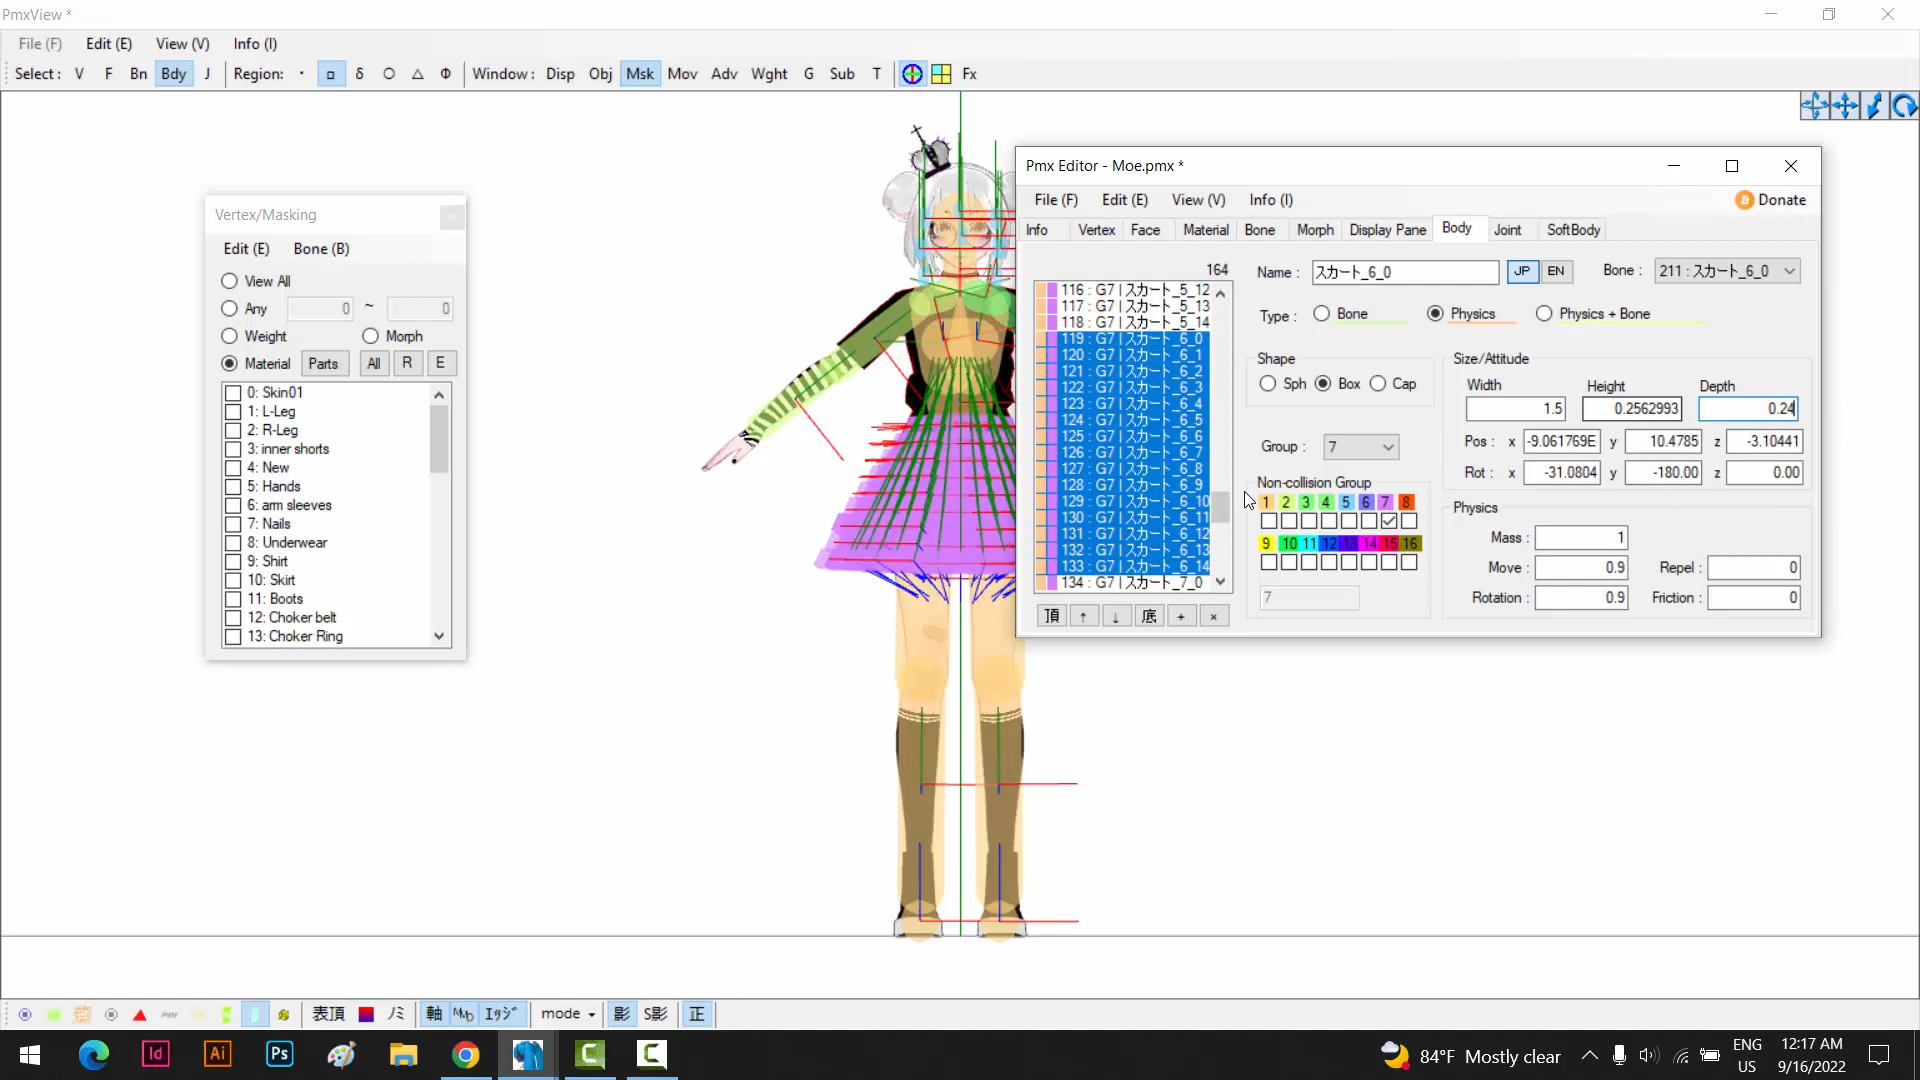 PmxView *
File (F) Edit (E) View (V) Info (I)
Select : V F Bn Bdy J Region: Window : Disp Obj Msk Mov Adv Wght G Sub T Fx
Vertex/Masking
Edit (E) Bone (B)
View All
Any 0 ~ 0
Weight Morph
Material Parts All R E
0: Skin01
1: L-Leg
2: R-Leg
3: inner shorts
4: New
5: Hands
6: arm sleeves
7: Nails
8: Underwear
9: Shirt
10: Skirt
11: Boots
12: Choker belt
13: Choker Ring
Pmx Editor - Moe.pmx *
File (F) Edit (E) View (V) Info (I) Donate
Info Vertex Face Material Bone Morph Display Pane Body Joint SoftBody
164
116 : G7 | スカート_5_12
117 : G7 | スカート_5_13
118 : G7 | スカート_5_14
119 : G7 | スカート_6_0
120 : G7 | スカート_6_1
121 : G7 | スカート_6_2
122 : G7 | スカート_6_3
123 : G7 | スカート_6_4
124 : G7 | スカート_6_5
125 : G7 | スカート_6_6
126 : G7 | スカート_6_7
127 : G7 | スカート_6_8
128 : G7 | スカート_6_9
129 : G7 | スカート_6_10
130 : G7 | スカート_6_11
131 : G7 | スカート_6_12
132 : G7 | スカート_6_13
133 : G7 | スカート_6_14
134 : G7 | スカート_7_0
頂 ↑ ↓ 底 + ×
Name : スカート_6_0 JP EN Bone : 211 : スカート_6_0
Type : Bone Physics Physics + Bone
Shape
Sph Box Cap
Group : 7
Non-collision Group
1 2 3 4 5 6 7 8
9 10 11 12 13 14 15 16
7
Size/Attitude
Width Height Depth
1.5 0.2562993 0.24
Pos : x -9.061769E y 10.4785 z -3.10441
Rot : x -31.0804 y -180.00 z 0.00
Physics
Mass : 1
Move : 0.9 Repel : 0
Rotation : 0.9 Friction : 0
表頂 ノミ 軸 MMD エッジ mode 影 S影 正
Id Ai Ps
84°F Mostly clear
ENG
US
12:17 AM
9/16/2022